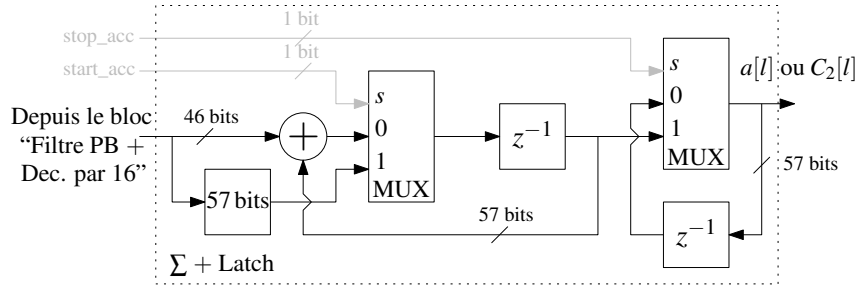 1 bit
stop_acc
1 bit
start_acc
s
0
1
MUX
s
0
1
MUX
a[l] ou C₂[l]
Depuis le bloc
“Filtre PB +
Dec. par 16”
46 bits
+
z⁻¹
57 bits
57 bits
57 bits
z⁻¹
Σ + Latch